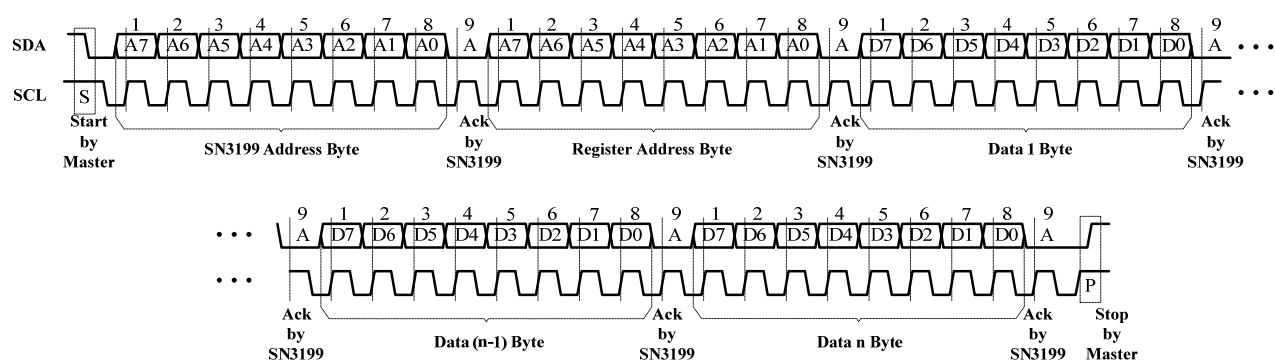 1 2 3 4 5 6 7 8 9 1 2 3 4 5 6 7 8 9 1 2 3 4 5 6 7 8 9
SDA A7 A6 A5 A4 A3 A2 A1 A0 A A7 A6 A5 A4 A3 A2 A1 A0 A D7 D6 D5 D4 D3 D2 D1 D0 A • • •
SCL S • • •
Start by Master
SN3199 Address Byte
Ack by SN3199
Register Address Byte
Ack by SN3199
Data 1 Byte
Ack by SN3199
9 1 2 3 4 5 6 7 8 9 1 2 3 4 5 6 7 8 9
• • • A D7 D6 D5 D4 D3 D2 D1 D0 A D7 D6 D5 D4 D3 D2 D1 D0 A
• • • P
Ack by SN3199
Data (n-1) Byte
Ack by SN3199
Data n Byte
Ack by SN3199
Stop by Master